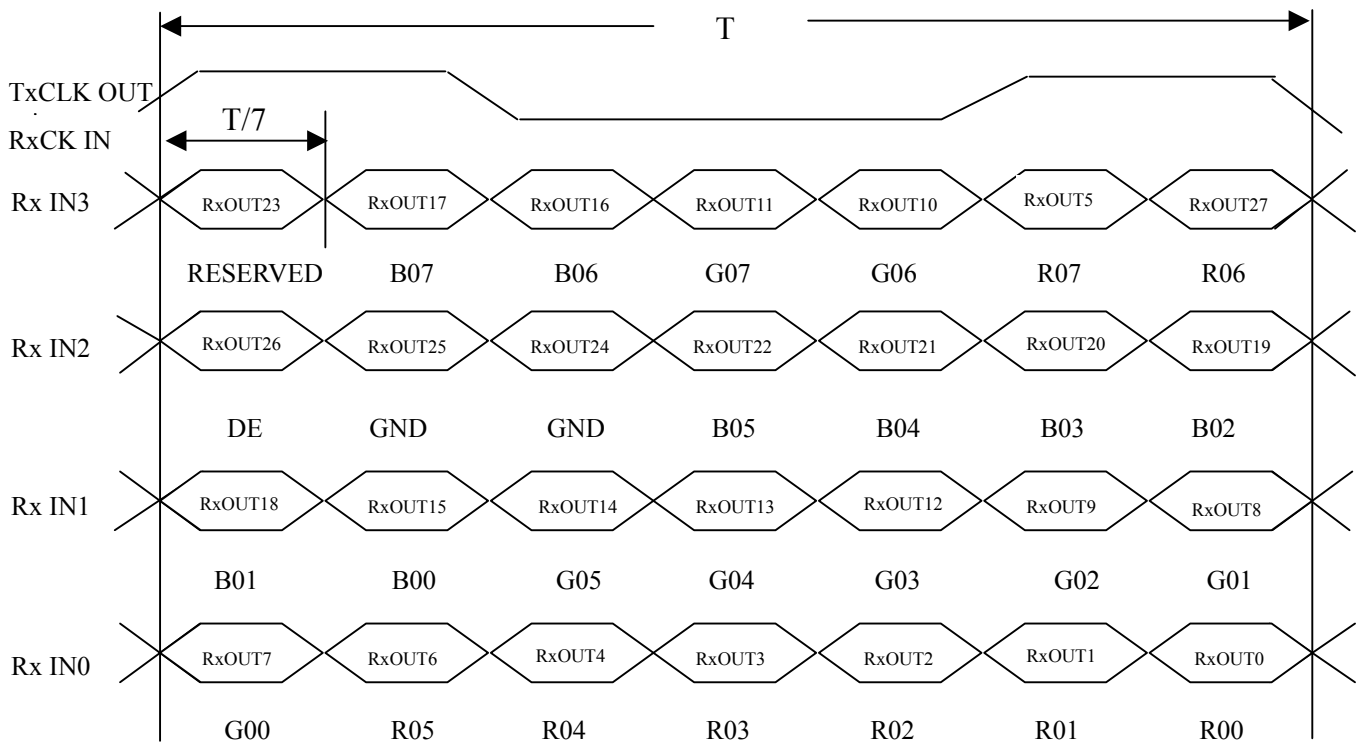 T
TxCLK OUT
T/7
RxCK IN
Rx IN3 RxOUT23 RxOUT17 RxOUT16 RxOUT11 RxOUT10 RxOUT5 RxOUT27
RESERVED B07 B06 G07 G06 R07 R06
Rx IN2 RxOUT26 RxOUT25 RxOUT24 RxOUT22 RxOUT21 RxOUT20 RxOUT19
DE GND GND B05 B04 B03 B02
Rx IN1 RxOUT18 RxOUT15 RxOUT14 RxOUT13 RxOUT12 RxOUT9 RxOUT8
B01 B00 G05 G04 G03 G02 G01
Rx IN0 RxOUT7 RxOUT6 RxOUT4 RxOUT3 RxOUT2 RxOUT1 RxOUT0
G00 R05 R04 R03 R02 R01 R00